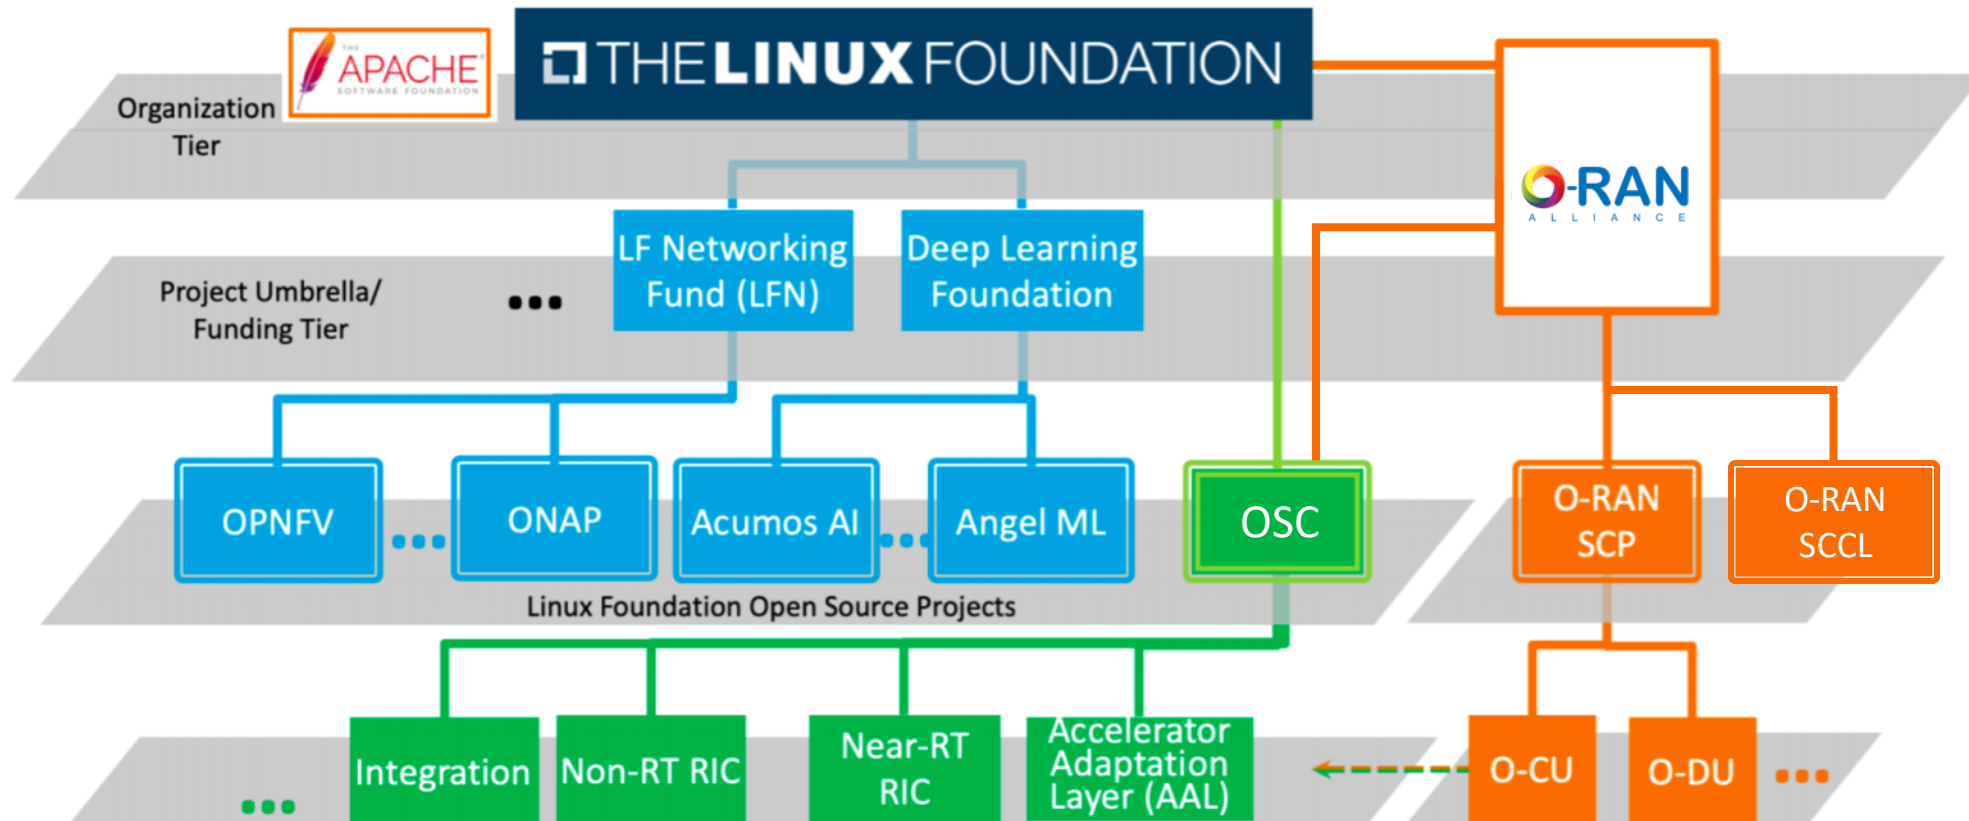 THE
APACHE
SOFTWARE FOUNDATION
THE LINUX FOUNDATION
Organization
Tier
O-RAN
ALLIANCE
LF Networking
Fund (LFN)
Deep Learning
Foundation
Project Umbrella/
Funding Tier
...
OPNFV
...
ONAP
Acumos AI
...
Angel ML
OSC
O-RAN
SCP
O-RAN
SCCL
Linux Foundation Open Source Projects
...
Integration
Non-RT RIC
Near-RT
RIC
Accelerator
Adaptation
Layer (AAL)
O-CU
O-DU
...